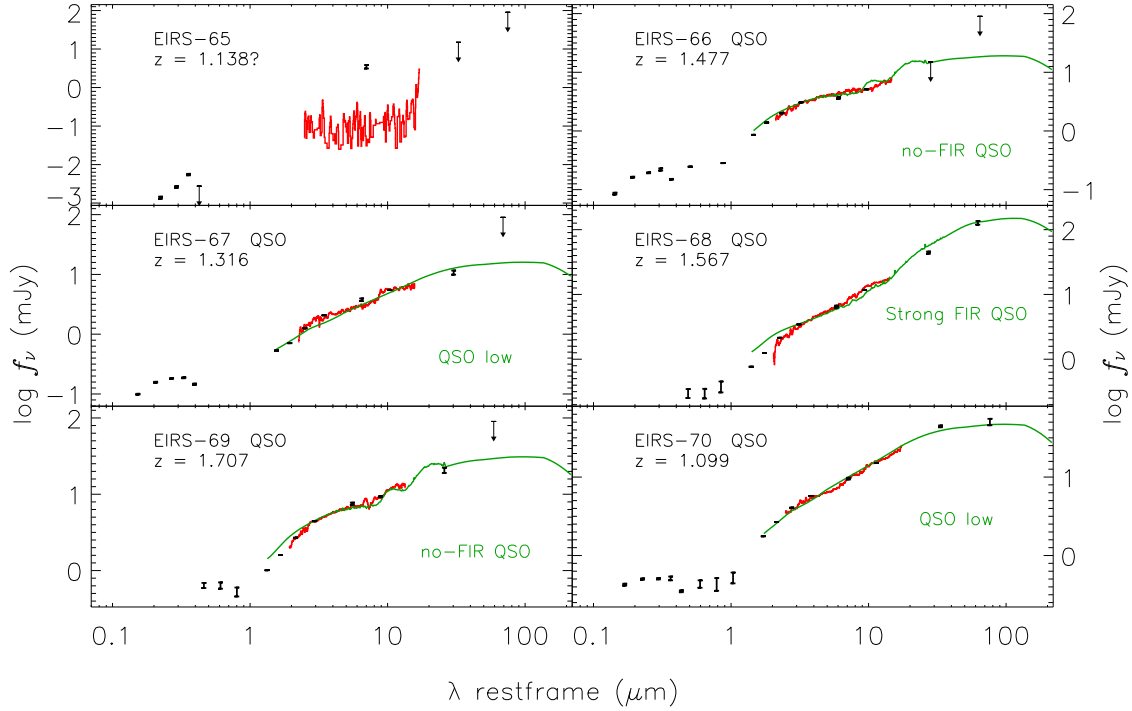 EIRS-65
z = 1.138?
2
1
0
-1
-2
-3
EIRS-66 QSO
z = 1.477
no-FIR QSO
2
1
0
-1
EIRS-67 QSO
z = 1.316
QSO low
2
1
0
-1
EIRS-68 QSO
z = 1.567
Strong FIR QSO
2
1
0
EIRS-69 QSO
z = 1.707
no-FIR QSO
2
1
0
EIRS-70 QSO
z = 1.099
QSO low
1
0
log fν (mJy)
log fν (mJy)
0.1 1 10 100
0.1 1 10 100
λ restframe (μm)